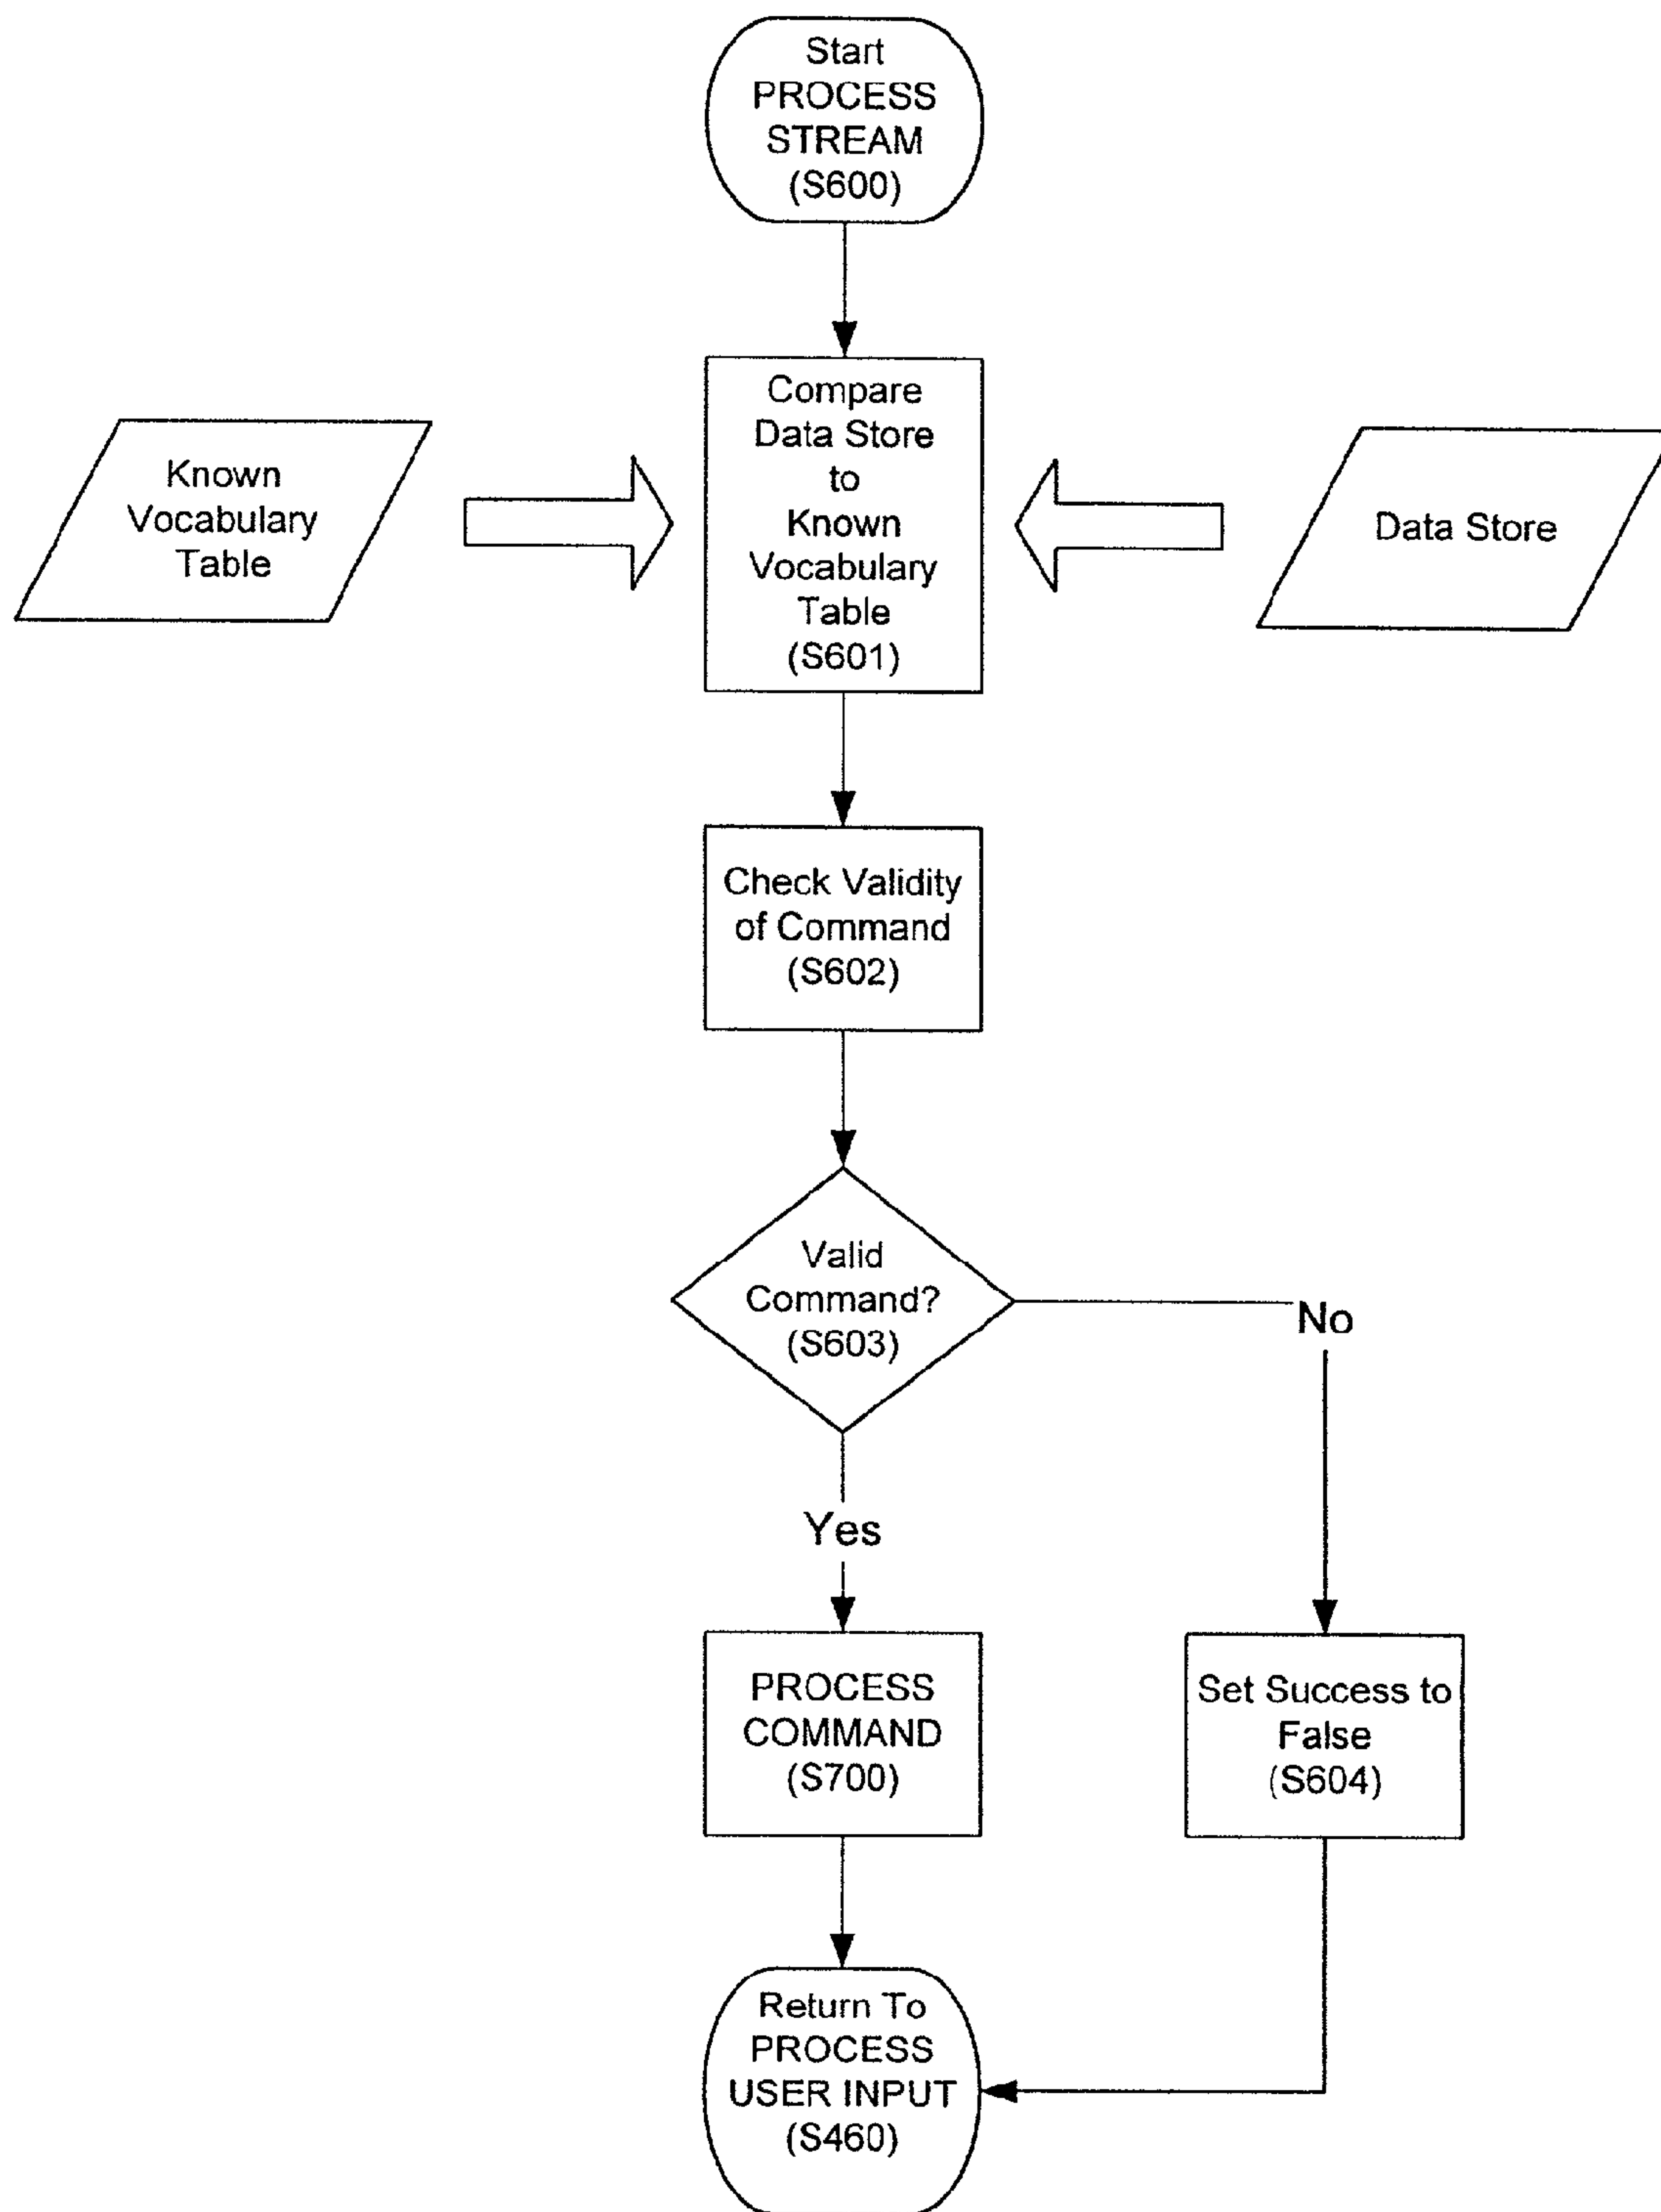 Start
PROCESS
STREAM
(S600)
Known
Vocabulary
Table
Compare
Data Store
to
Known
Vocabulary
Table
(S601)
Data Store
Check Validity
of Command
(S602)
Valid
Command?
(S603)
No
Yes
PROCESS
COMMAND
(S700)
Set Success to
False
(S604)
Return To
PROCESS
USER INPUT
(S460)